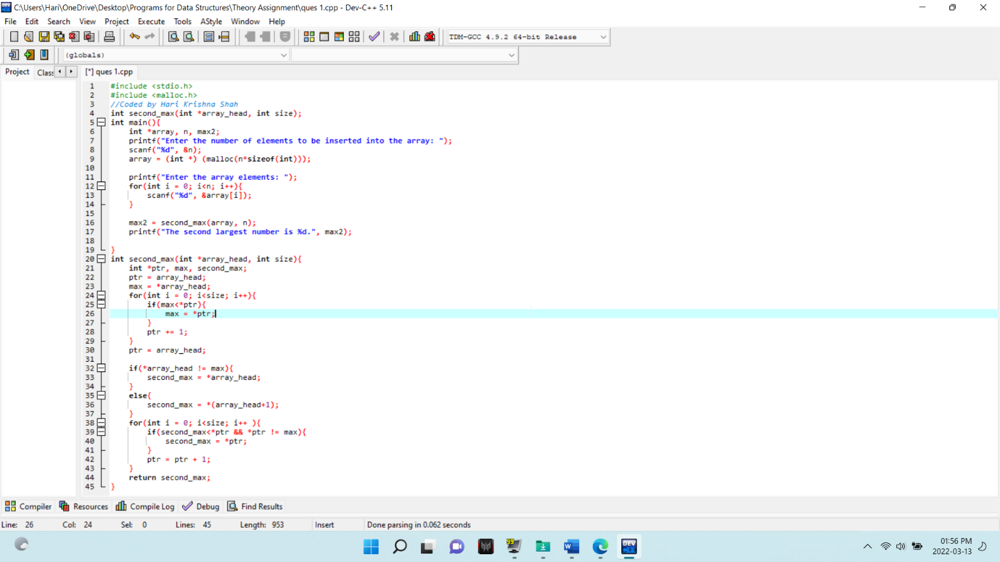 C:\Users\Hari\OneDrive\Desktop\Programs for Data Structures\Theory Assignment\ques 1.cpp - Dev-C++ 5.11
File Edit Search View Project Execute Tools AStyle Window Help
TDM-GCC 4.9.2 64-bit Release
(globals)
Project Clas [*] ques 1.cpp
1 #include <stdio.h>
2 #include <malloc.h>
3 //Coded by Hari Krishna Shah
4 int second_max(int *array_head, int size);
5 int main(){
6 int *array, n, max2;
7 printf("Enter the number of elements to be inserted into the array: ");
8 scanf("%d", &n);
9 array = (int *) (malloc(n*sizeof(int)));
10
11 printf("Enter the array elements: ");
12 for(int i = 0; i<n; i++){
13 scanf("%d", &array[i]);
14 }
15
16 max2 = second_max(array, n);
17 printf("The second largest number is %d.", max2);
18
19 }
20 int second_max(int *array_head, int size){
21 int *ptr, max, second_max;
22 ptr = array_head;
23 max = *array_head;
24 for(int i = 0; i<size; i++){
25 if(max<*ptr){
26 max = *ptr;
27 }
28 ptr += 1;
29 }
30 ptr = array_head;
31
32 if(*array_head != max){
33 second_max = *array_head;
34 }
35 else{
36 second_max = *(array_head+1);
37 }
38 for(int i = 0; i<size; i++ ){
39 if(second_max<*ptr && *ptr != max){
40 second_max = *ptr;
41 }
42 ptr = ptr + 1;
43 }
44 return second_max;
45 }
Compiler Resources Compile Log Debug Find Results
Line: 26 Col: 24 Sel: 0 Lines: 45 Length: 953 Insert Done parsing in 0.062 seconds
01:56 PM
2022-03-13